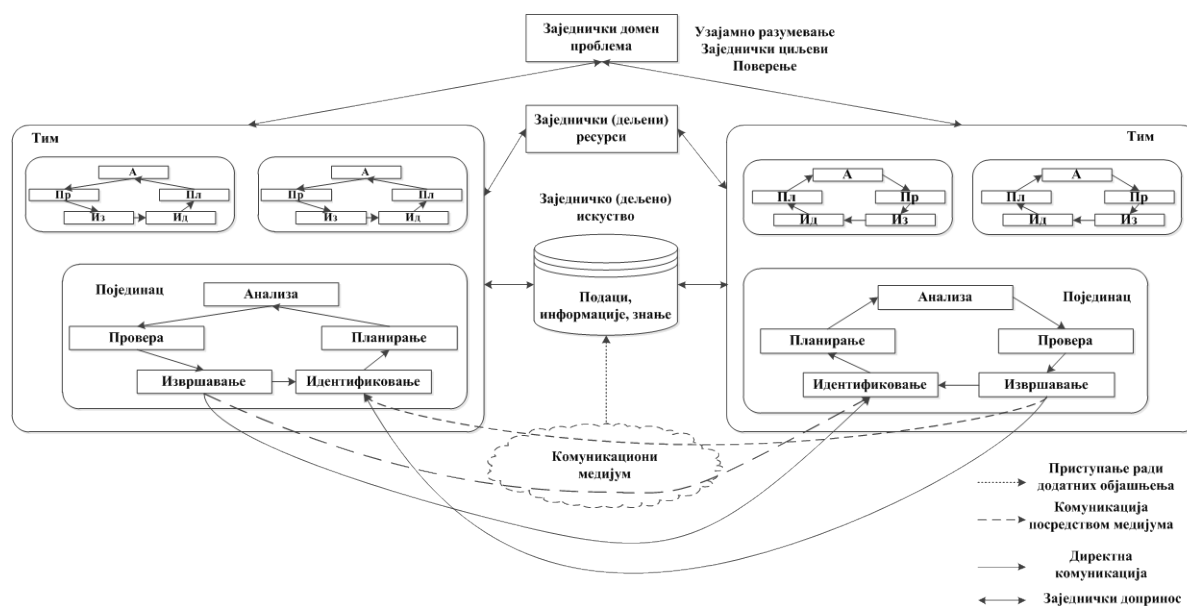 Заједнички домен
проблема
Узајамно разумевање
Заједнички циљеви
Поверење
Тим
Заједнички (дељени)
ресурси
Тим
А
Пр
Пл
Из
Ид
А
Пр
Пл
Из
Ид
А
Пл
Пр
Ид
Из
А
Пл
Пр
Ид
Из
Заједничко (дељено)
искуство
Подаци,
информације, знање
Појединац
Анализа
Провера
Планирање
Извршавање
Идентификовање
Појединац
Анализа
Планирање
Провера
Идентификовање
Извршавање
Комуникациони
медијум
Приступање ради
додатних објашњења
Комуникација
посредством медијума
Директна
комуникација
Заједнички допринос